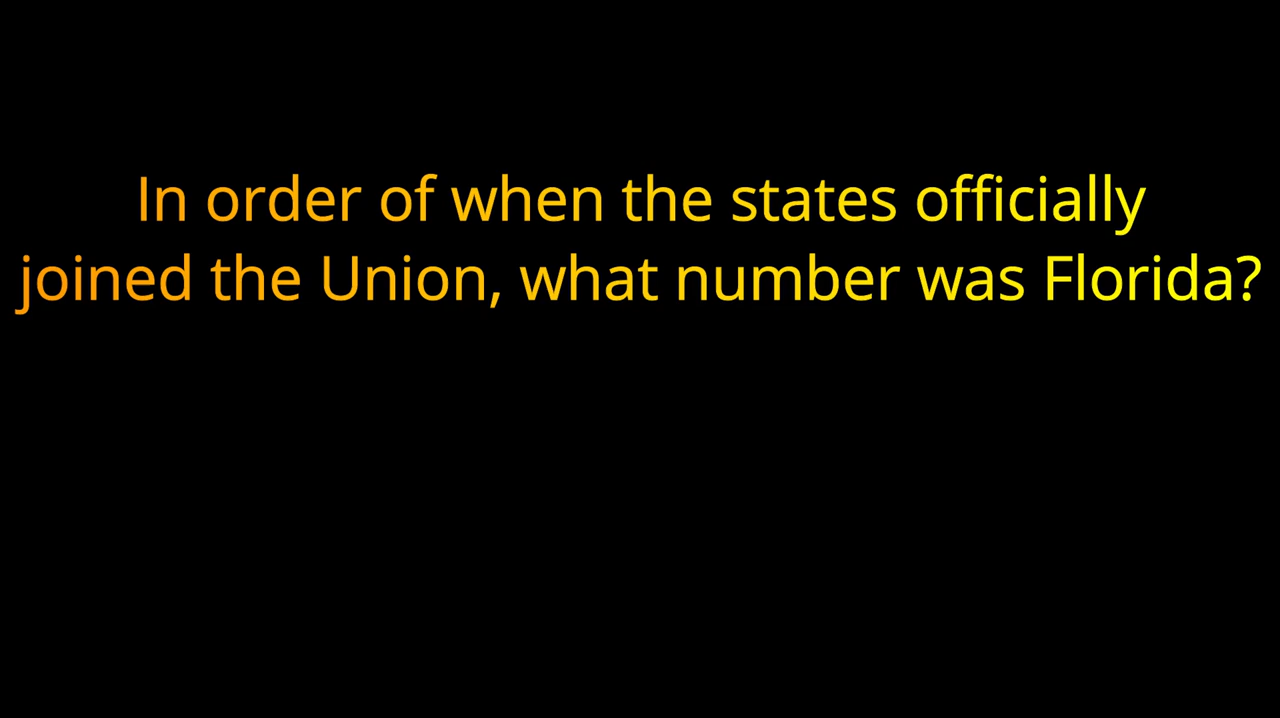 In order of when the states officially
joined the Union, what number was Florida?